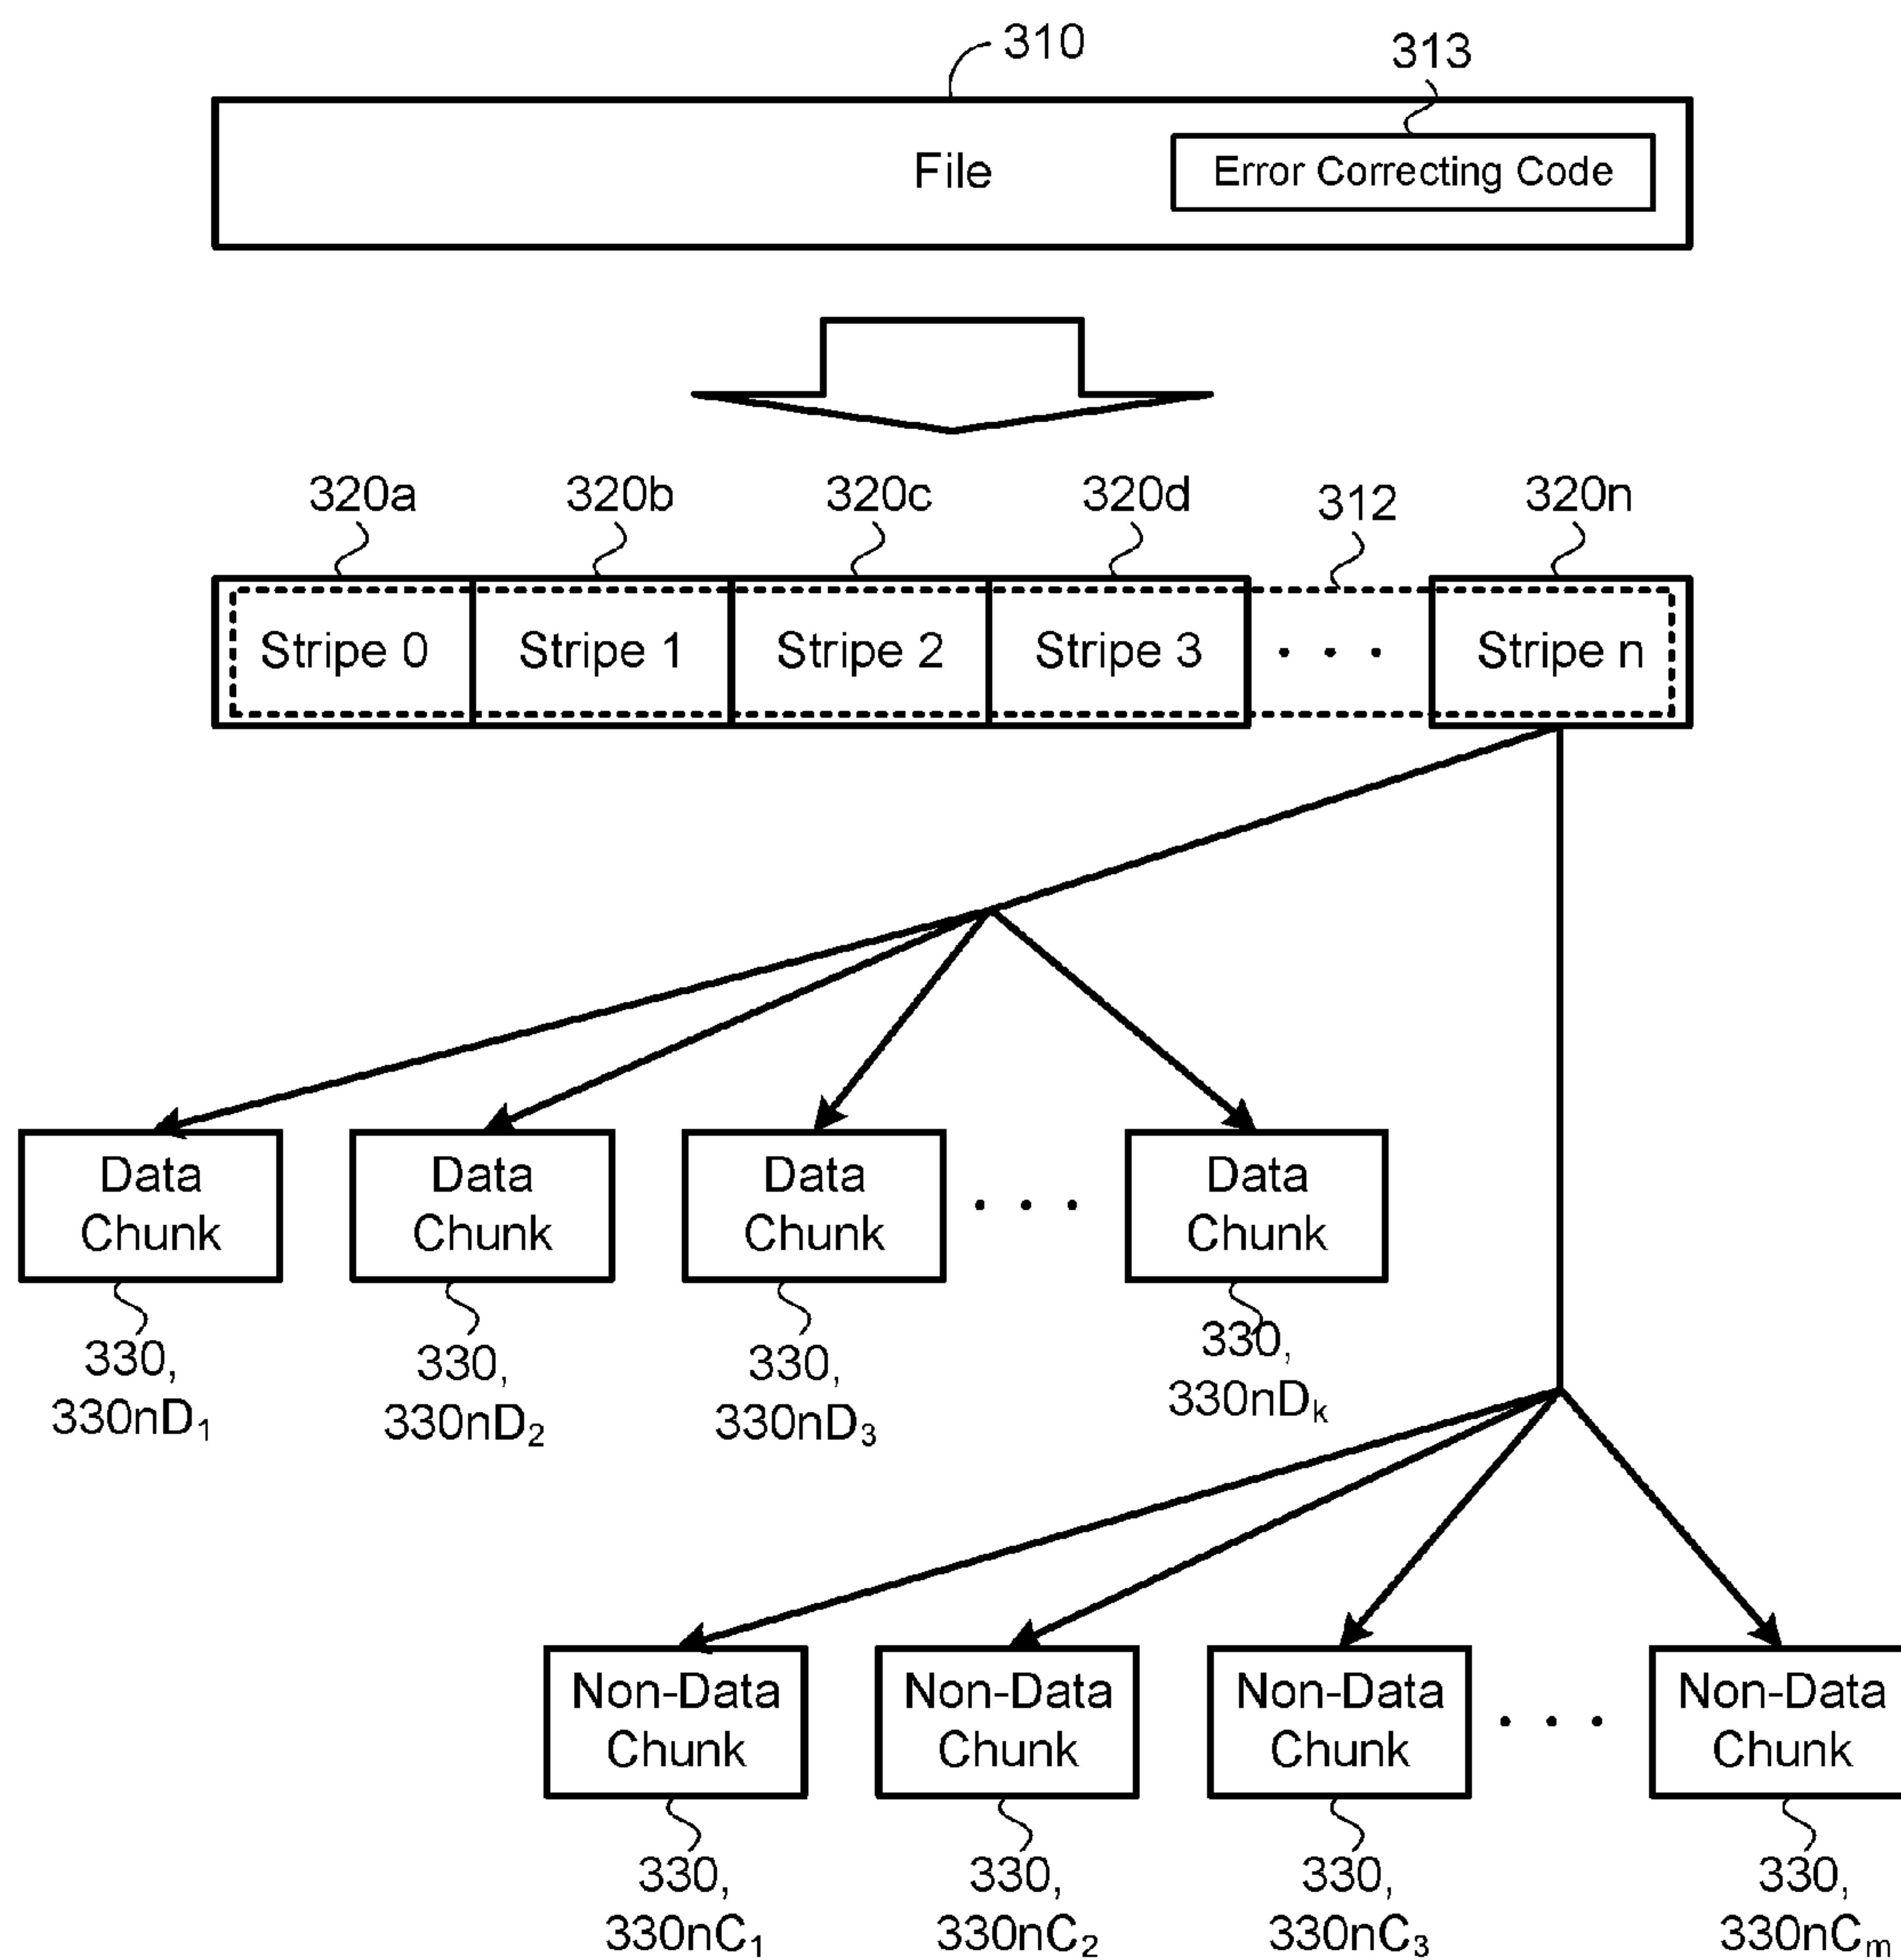 310
313
File
Error Correcting Code
320a
320b
320c
320d
312
320n
Stripe 0
Stripe 1
Stripe 2
Stripe 3
. . .
Stripe n
Data
Chunk
Data
Chunk
Data
Chunk
. . .
Data
Chunk
330,
330nD₁
330,
330nD₂
330,
330nD₃
330,
330nDₖ
Non-Data
Chunk
Non-Data
Chunk
Non-Data
Chunk
. . .
Non-Data
Chunk
330,
330nC₁
330,
330nC₂
330,
330nC₃
330,
330nCₘ